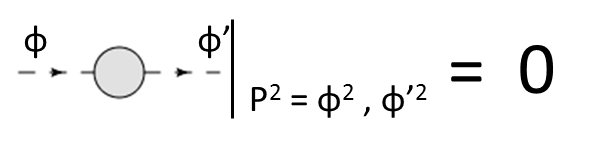 ϕ ϕ′
P² = ϕ² , ϕ′² = 0